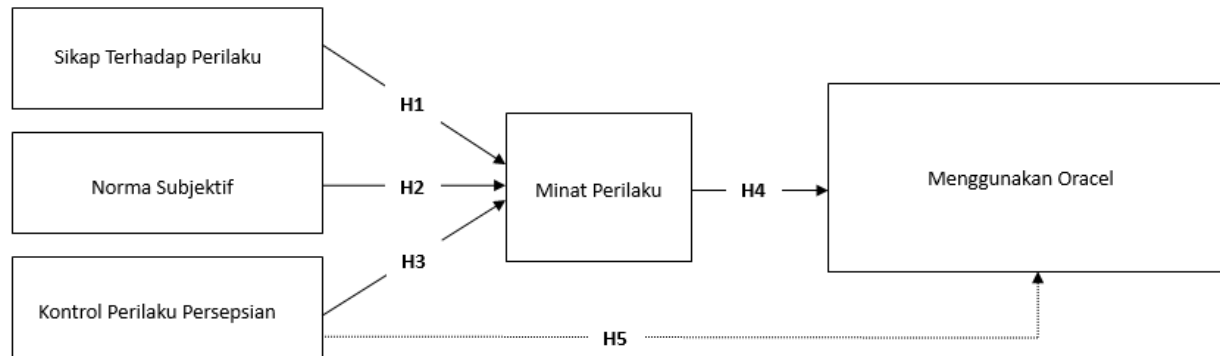 Sikap Terhadap Perilaku
H1
Norma Subjektif
H2
Minat Perilaku
H4
Menggunakan Oracel
H3
Kontrol Perilaku Persepsian
H5